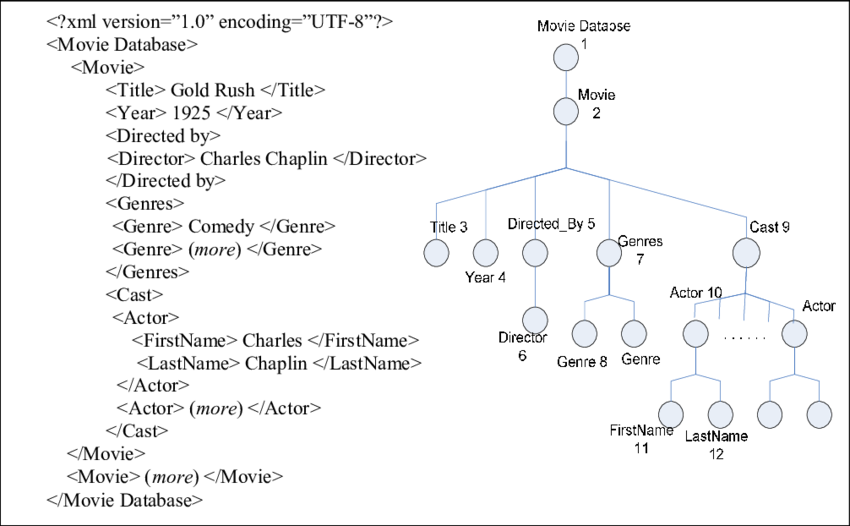 <?xml version=”1.0” encoding=”UTF-8”?>
<Movie Database>
<Movie>
<Title> Gold Rush </Title>
<Year> 1925 </Year>
<Directed by>
<Director> Charles Chaplin </Director>
</Directed by>
<Genres>
<Genre> Comedy </Genre>
<Genre> (more) </Genre>
</Genres>
<Cast>
<Actor>
<FirstName> Charles </FirstName>
<LastName> Chaplin </LastName>
</Actor>
<Actor> (more) </Actor>
</Cast>
</Movie>
<Movie> (more) </Movie>
</Movie Database>
Movie Databse
1
Movie
2
Title 3
Year 4
Directed_By 5
Director
6
Genres
7
Genre 8
Genre
Cast 9
Actor 10
......
Actor
FirstName
11
LastName
12